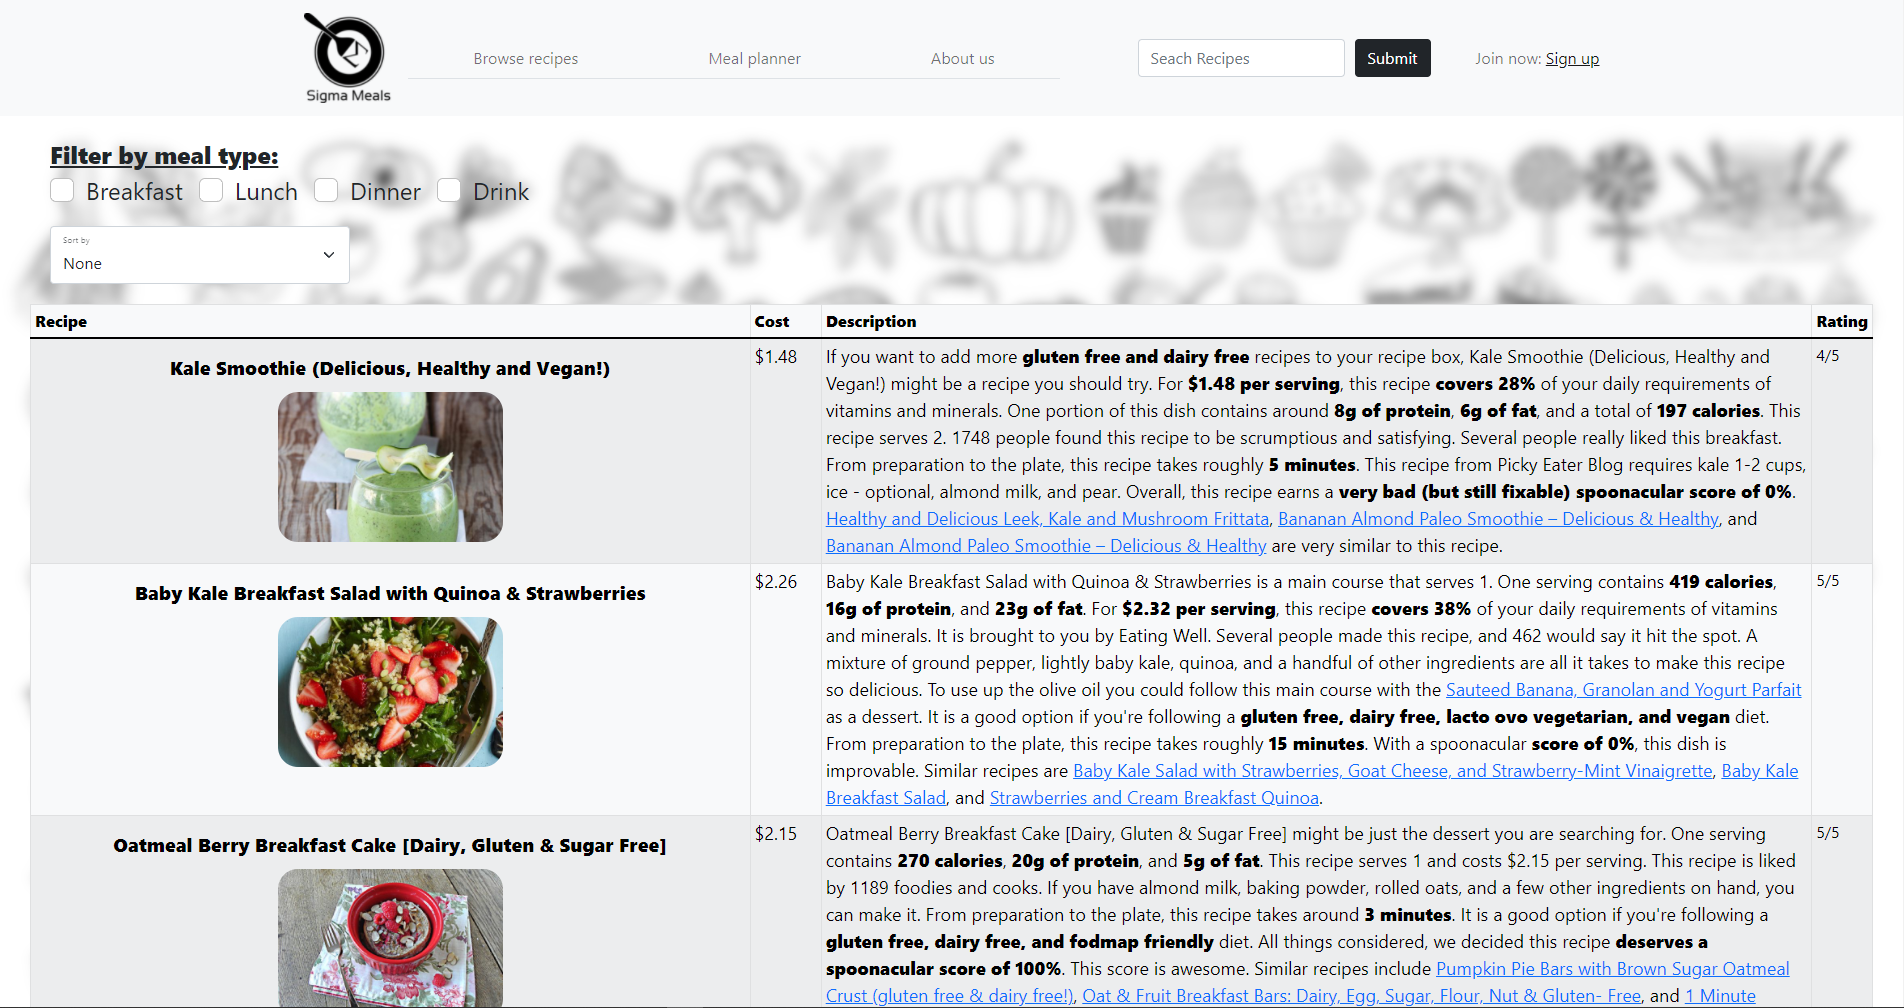 Sigma Meals
Browse recipes
Meal planner
About us
Seach Recipes
Submit
Join now: Sign up
Filter by meal type:
Breakfast
Lunch
Dinner
Drink
Sort by
None
Recipe
Cost
Description
Rating
Kale Smoothie (Delicious, Healthy and Vegan!)
$1.48
If you want to add more gluten free and dairy free recipes to your recipe box, Kale Smoothie (Delicious, Healthy and
Vegan!) might be a recipe you should try. For $1.48 per serving, this recipe covers 28% of your daily requirements of
vitamins and minerals. One portion of this dish contains around 8g of protein, 6g of fat, and a total of 197 calories. This
recipe serves 2. 1748 people found this recipe to be scrumptious and satisfying. Several people really liked this breakfast.
From preparation to the plate, this recipe takes roughly 5 minutes. This recipe from Picky Eater Blog requires kale 1-2 cups,
ice - optional, almond milk, and pear. Overall, this recipe earns a very bad (but still fixable) spoonacular score of 0%.
Healthy and Delicious Leek, Kale and Mushroom Frittata, Bananan Almond Paleo Smoothie – Delicious & Healthy, and
Bananan Almond Paleo Smoothie – Delicious & Healthy are very similar to this recipe.
4/5
Baby Kale Breakfast Salad with Quinoa & Strawberries
$2.26
Baby Kale Breakfast Salad with Quinoa & Strawberries is a main course that serves 1. One serving contains 419 calories,
16g of protein, and 23g of fat. For $2.32 per serving, this recipe covers 38% of your daily requirements of vitamins
and minerals. It is brought to you by Eating Well. Several people made this recipe, and 462 would say it hit the spot. A
mixture of ground pepper, lightly baby kale, quinoa, and a handful of other ingredients are all it takes to make this recipe
so delicious. To use up the olive oil you could follow this main course with the Sauteed Banana, Granolan and Yogurt Parfait
as a dessert. It is a good option if you're following a gluten free, dairy free, lacto ovo vegetarian, and vegan diet.
From preparation to the plate, this recipe takes roughly 15 minutes. With a spoonacular score of 0%, this dish is
improvable. Similar recipes are Baby Kale Salad with Strawberries, Goat Cheese, and Strawberry-Mint Vinaigrette, Baby Kale
Breakfast Salad, and Strawberries and Cream Breakfast Quinoa.
5/5
Oatmeal Berry Breakfast Cake [Dairy, Gluten & Sugar Free]
$2.15
Oatmeal Berry Breakfast Cake [Dairy, Gluten & Sugar Free] might be just the dessert you are searching for. One serving
contains 270 calories, 20g of protein, and 5g of fat. This recipe serves 1 and costs $2.15 per serving. This recipe is liked
by 1189 foodies and cooks. If you have almond milk, baking powder, rolled oats, and a few other ingredients on hand, you
can make it. From preparation to the plate, this recipe takes around 3 minutes. It is a good option if you're following a
gluten free, dairy free, and fodmap friendly diet. All things considered, we decided this recipe deserves a
spoonacular score of 100%. This score is awesome. Similar recipes include Pumpkin Pie Bars with Brown Sugar Oatmeal
Crust (gluten free & dairy free!), Oat & Fruit Breakfast Bars: Dairy, Egg, Sugar, Flour, Nut & Gluten- Free, and 1 Minute
5/5